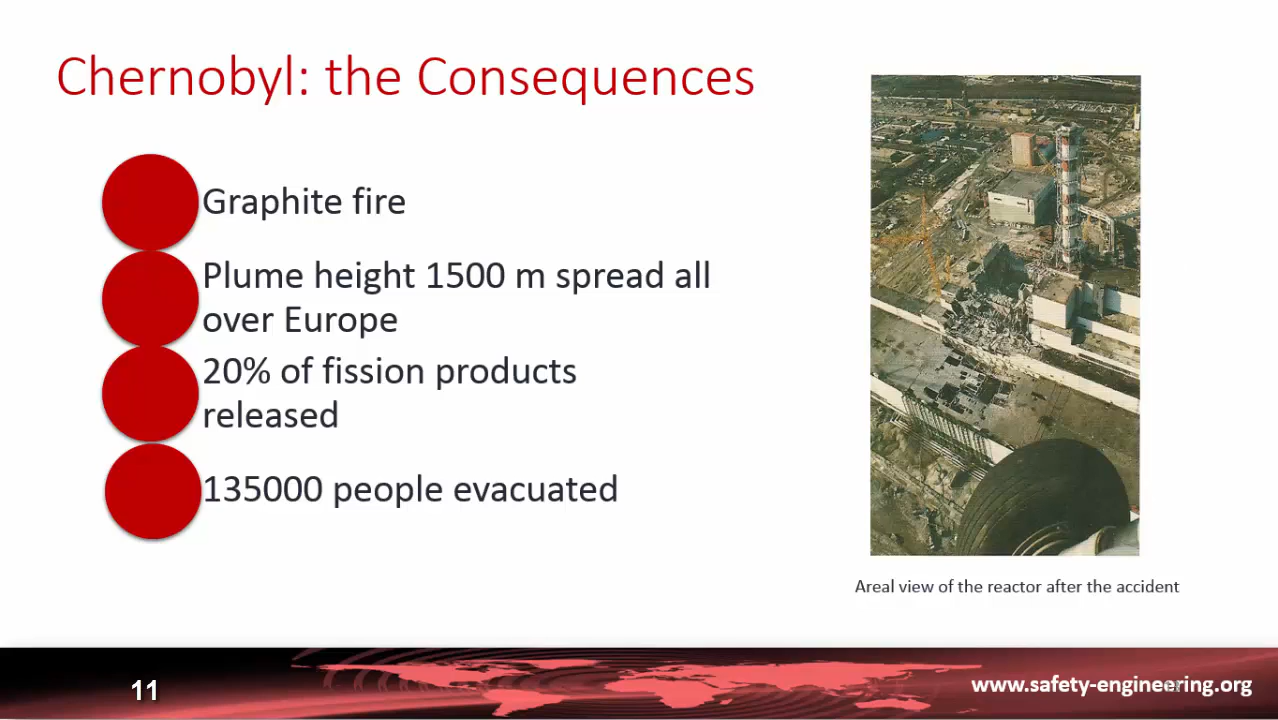 Chernobyl: the Consequences
Graphite fire
Plume height 1500 m spread all
over Europe
20% of fission products
released
135000 people evacuated
Areal view of the reactor after the accident
11
www.safety-engineering.org